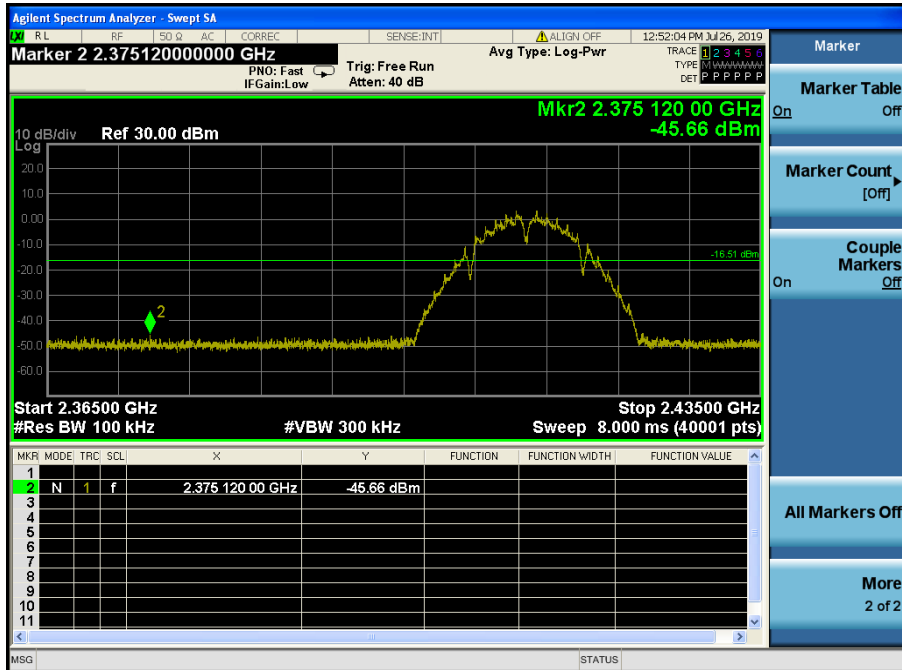 Agilent Spectrum Analyzer - Swept SA
LXI RL RF 50 Ω AC CORREC SENSE:INT ALIGN OFF 12:52:04 PM Jul 26, 2019
Marker 2 2.375120000000 GHz
PNO: Fast
IFGain:Low
Trig: Free Run
Atten: 40 dB
Avg Type: Log-Pwr
TRACE 1 2 3 4 5 6
TYPE M WWWWW
DET P P P P P P
Mkr2 2.375 120 00 GHz
-45.66 dBm
10 dB/div Ref 30.00 dBm
Log
20.0
10.0
0.00
-10.0
-16.51 dBm
-20.0
-30.0
-40.0
2
-50.0
-60.0
Start 2.36500 GHz Stop 2.43500 GHz
#Res BW 100 kHz #VBW 300 kHz Sweep 8.000 ms (40001 pts)
MKR MODE TRC SCL X Y FUNCTION FUNCTION WIDTH FUNCTION VALUE
1
2 N 1 f 2.375 120 00 GHz -45.66 dBm
3
4
5
6
7
8
9
10
11
MSG STATUS
Marker
Marker Table
On Off
Marker Count
[Off]
Couple
Markers
On Off
All Markers Off
More
2 of 2